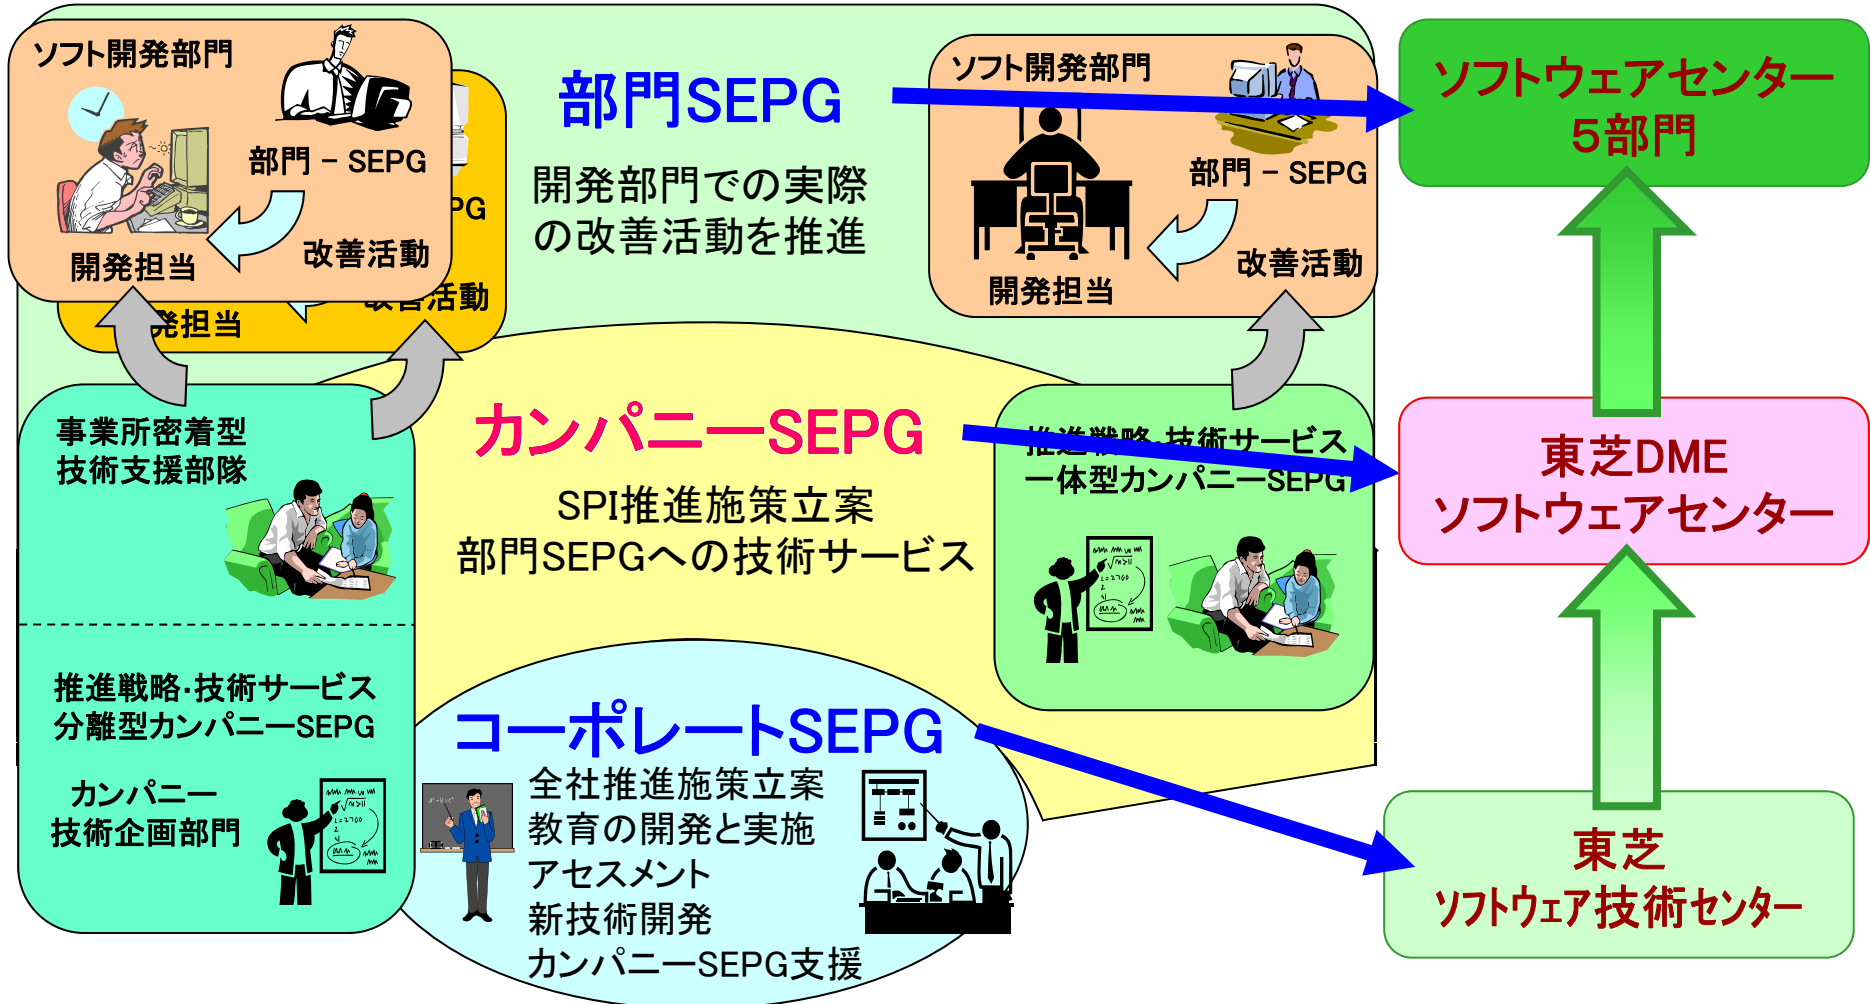 ソフト開発部門
部門 – SEPG
開発担当
改善活動
PG
改善活動
発担当
部門SEPG
開発部門での実際
の改善活動を推進
ソフト開発部門
部門 – SEPG
開発担当
改善活動
ソフトウェアセンター
５部門
事業所密着型
技術支援部隊
推進戦略・技術サービス
分離型カンパニーSEPG
カンパニー
技術企画部門
カンパニーSEPG
SPI推進施策立案
部門SEPGへの技術サービス
推進戦略・技術サービス
一体型カンパニーSEPG
東芝DME
ソフトウェアセンター
コーポレートSEPG
全社推進施策立案
教育の開発と実施
アセスメント
新技術開発
カンパニーSEPG支援
東芝
ソフトウェア技術センター